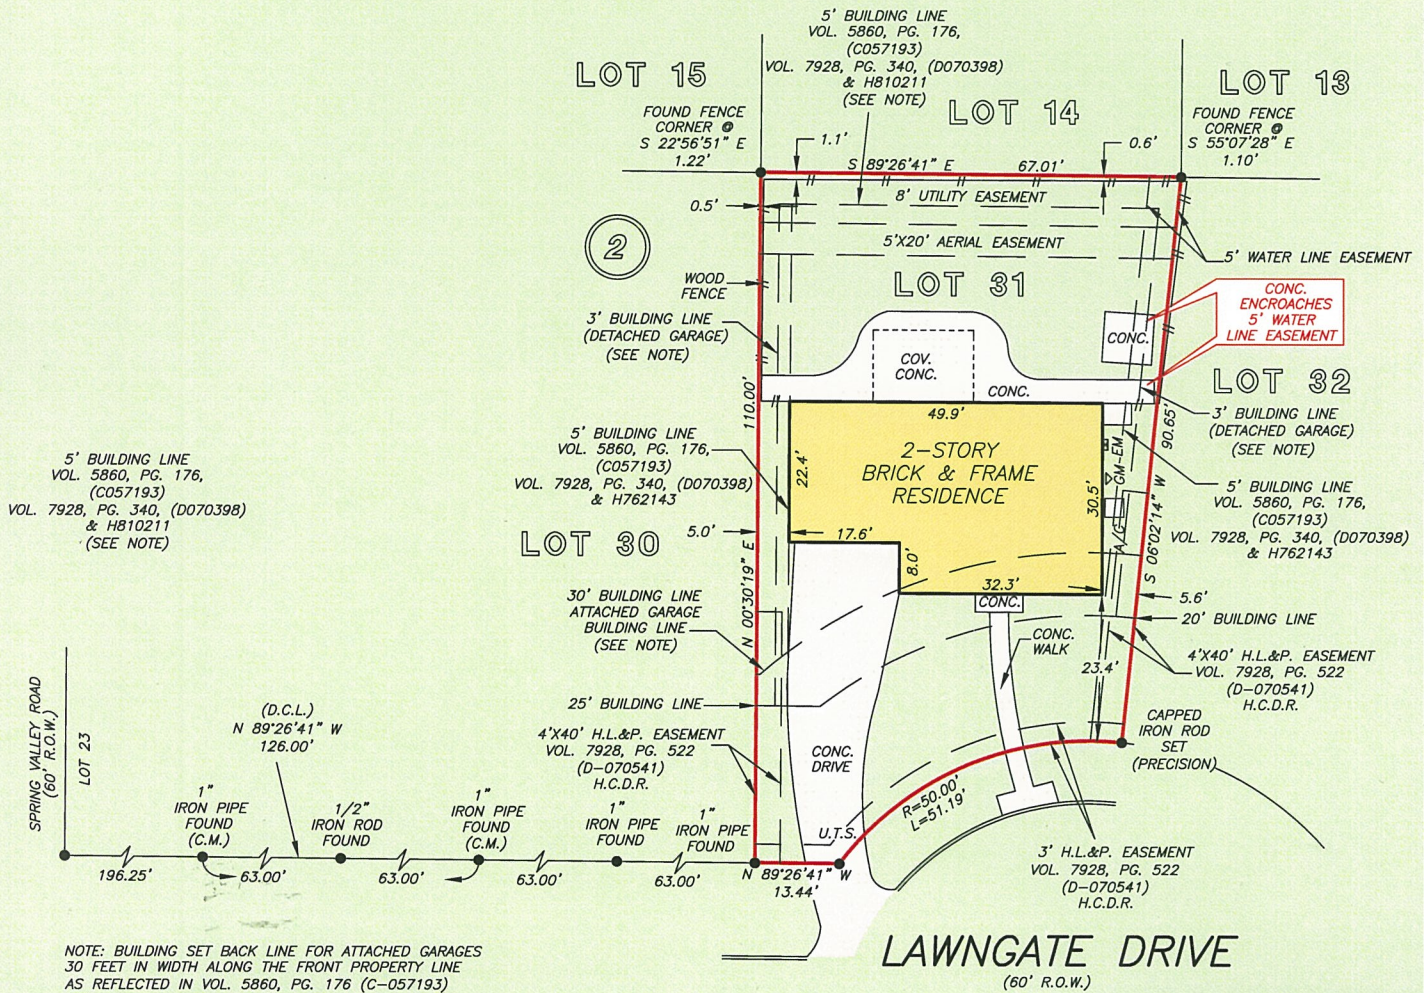 5' BUILDING LINE
VOL. 5860, PG. 176,
(C057193)
VOL. 7928, PG. 340, (D070398)
& H810211
(SEE NOTE)
LOT 15
LOT 14
LOT 13
FOUND FENCE
CORNER @
S 22°56'51" E
1.22'
FOUND FENCE
CORNER @
S 55°07'28" E
1.10'
1.1'
S 89°26'41" E
67.01'
0.6'
0.5'
8' UTILITY EASEMENT
2
5'X20' AERIAL EASEMENT
5' WATER LINE EASEMENT
WOOD
FENCE
LOT 31
CONC.
ENCROACHES
5' WATER
LINE EASEMENT
3' BUILDING LINE
(DETACHED GARAGE)
(SEE NOTE)
COV.
CONC.
CONC.
CONC.
LOT 32
110.00'
49.9'
90.65'
3' BUILDING LINE
(DETACHED GARAGE)
(SEE NOTE)
5' BUILDING LINE
VOL. 5860, PG. 176,
(C057193)
VOL. 7928, PG. 340, (D070398)
& H762143
22.4'
2-STORY
BRICK & FRAME
RESIDENCE
30.5'
GM-EM
A/C
5' BUILDING LINE
VOL. 5860, PG. 176,
(C057193)
VOL. 7928, PG. 340, (D070398)
& H762143
5' BUILDING LINE
VOL. 5860, PG. 176,
(C057193)
VOL. 7928, PG. 340, (D070398)
& H810211
(SEE NOTE)
LOT 30
5.0'
17.6'
8.0'
32.3'
CONC.
S 06°02'14" W
N 00°30'19" E
5.6'
30' BUILDING LINE
ATTACHED GARAGE
BUILDING LINE
(SEE NOTE)
20' BUILDING LINE
CONC.
WALK
23.4'
4'X40' H.L.&P. EASEMENT
VOL. 7928, PG. 522
(D-070541)
H.C.D.R.
25' BUILDING LINE
4'X40' H.L.&P. EASEMENT
VOL. 7928, PG. 522
(D-070541)
H.C.D.R.
CONC.
DRIVE
CAPPED
IRON ROD
SET
(PRECISION)
SPRING VALLEY ROAD
(60' R.O.W.)
LOT 23
(D.C.L.)
N 89°26'41" W
126.00'
1"
IRON PIPE
FOUND
(C.M.)
1/2"
IRON ROD
FOUND
1"
IRON PIPE
FOUND
(C.M.)
1"
IRON PIPE
FOUND
1"
IRON PIPE
FOUND
U.T.S.
R=50.00'
L=51.19'
3' H.L.&P. EASEMENT
VOL. 7928, PG. 522
(D-070541)
H.C.D.R.
196.25'
63.00'
63.00'
63.00'
63.00'
N 89°26'41" W
13.44'
LAWNGATE DRIVE
(60' R.O.W.)
NOTE: BUILDING SET BACK LINE FOR ATTACHED GARAGES
30 FEET IN WIDTH ALONG THE FRONT PROPERTY LINE
AS REFLECTED IN VOL. 5860, PG. 176 (C-057193)